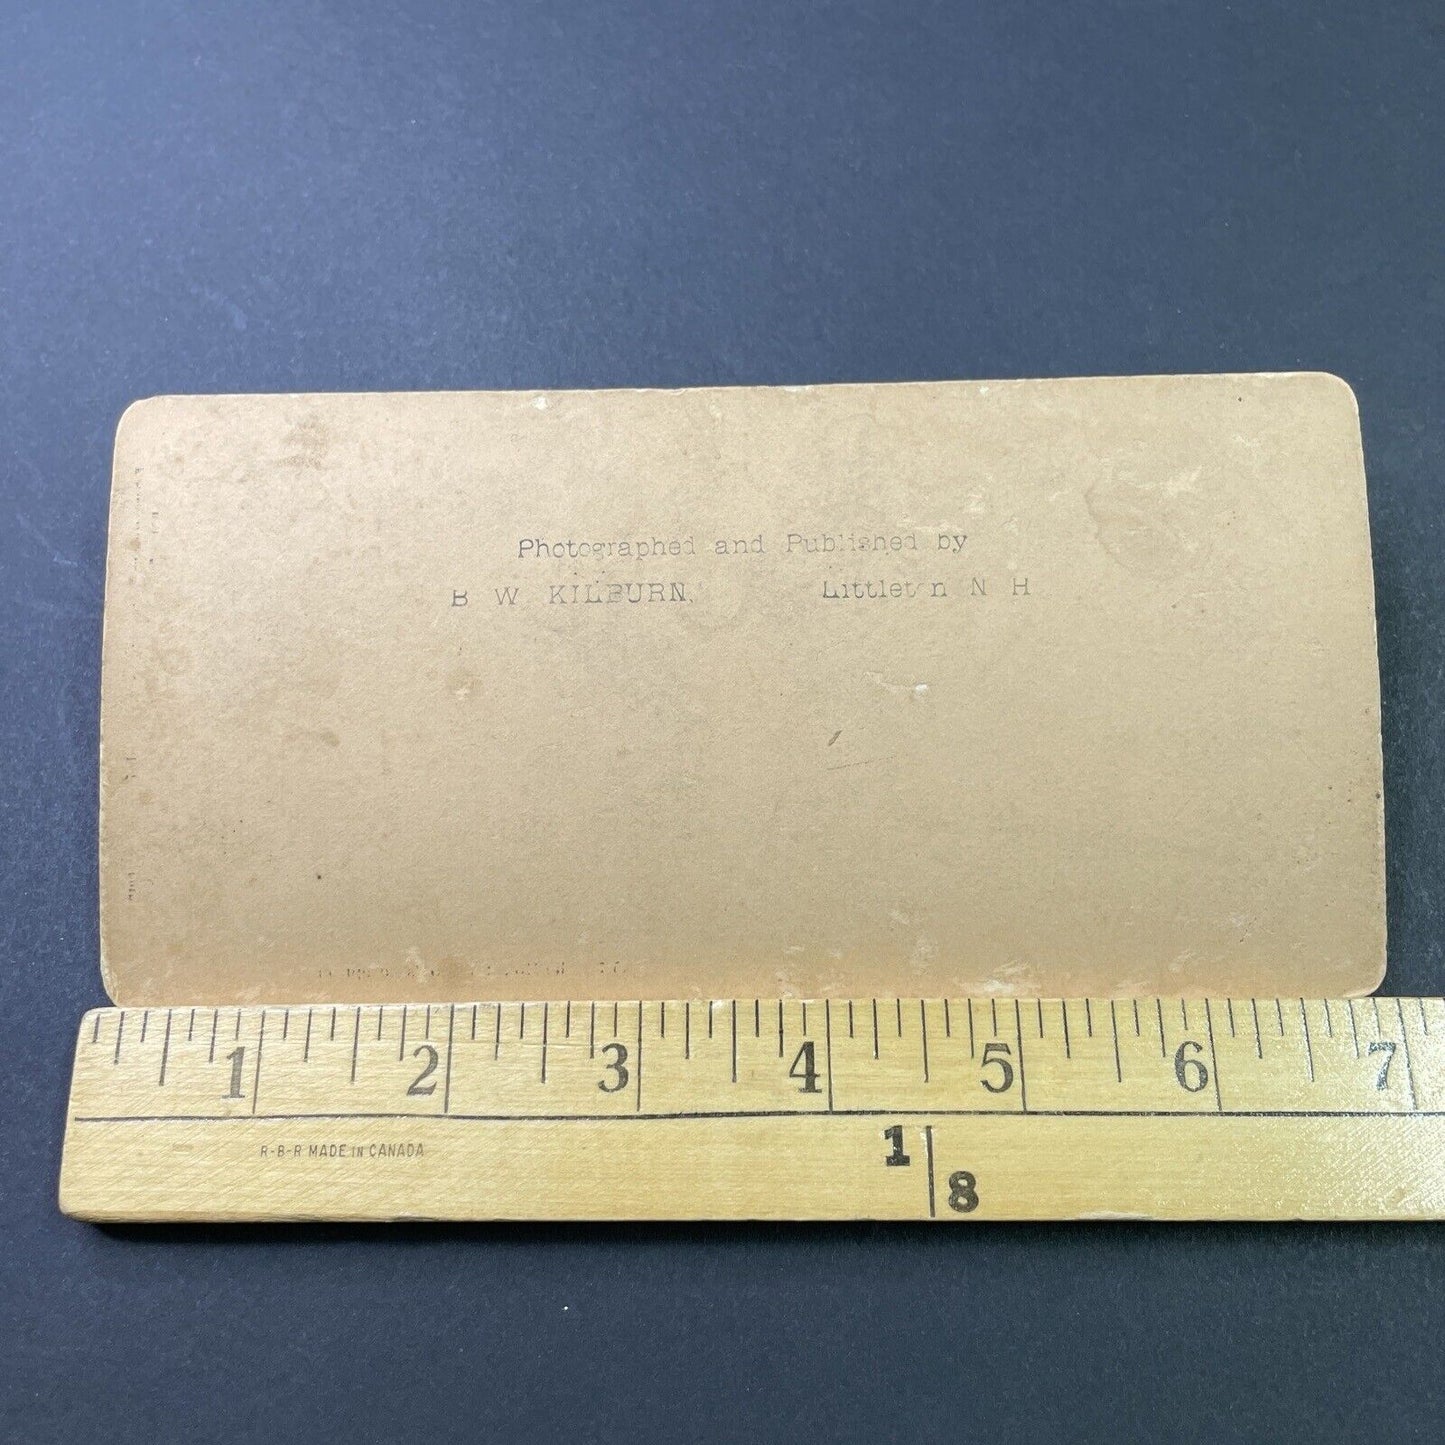 Photographed and Published by
B W KILBURN, Littleton N H
1 2 3 4 5 6 7
R-B-R MADE IN CANADA
1
8